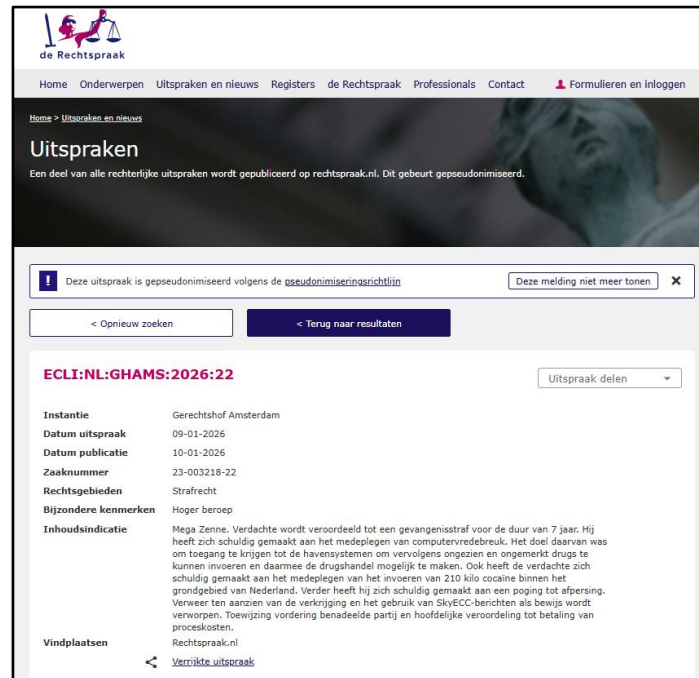 de Rechtspraak
Home Onderwerpen Uitspraken en nieuws Registers de Rechtspraak Professionals Contact Formulieren en inloggen
Home > Uitspraken en nieuws
Uitspraken
Een deel van alle rechterlijke uitspraken wordt gepubliceerd op rechtspraak.nl. Dit gebeurt gepseudonimiseerd.
! Deze uitspraak is gepseudonimiseerd volgens de pseudonimiseringsrichtlijn Deze melding niet meer tonen ×
< Opnieuw zoeken < Terug naar resultaten
ECLI:NL:GHAMS:2026:22 Uitspraak delen
Instantie Gerechtshof Amsterdam
Datum uitspraak 09-01-2026
Datum publicatie 10-01-2026
Zaaknummer 23-003218-22
Rechtsgebieden Strafrecht
Bijzondere kenmerken Hoger beroep
Inhoudsindicatie Mega Zenne. Verdachte wordt veroordeeld tot een gevangenisstraf voor de duur van 7 jaar. Hij
heeft zich schuldig gemaakt aan het medeplegen van computervredebreuk. Het doel daarvan was
om toegang te krijgen tot de havensystemen om vervolgens ongezien en ongemerkt drugs te
kunnen invoeren en daarmee de drugshandel mogelijk te maken. Ook heeft de verdachte zich
schuldig gemaakt aan het medeplegen van het invoeren van 210 kilo cocaïne binnen het
grondgebied van Nederland. Verder heeft hij zich schuldig gemaakt aan een poging tot afpersing.
Verweer ten aanzien van de verkrijging en het gebruik van SkyECC-berichten als bewijs wordt
verworpen. Toewijzing vordering benadeelde partij en hoofdelijke veroordeling tot betaling van
proceskosten.
Vindplaatsen Rechtspraak.nl
Verrijkte uitspraak